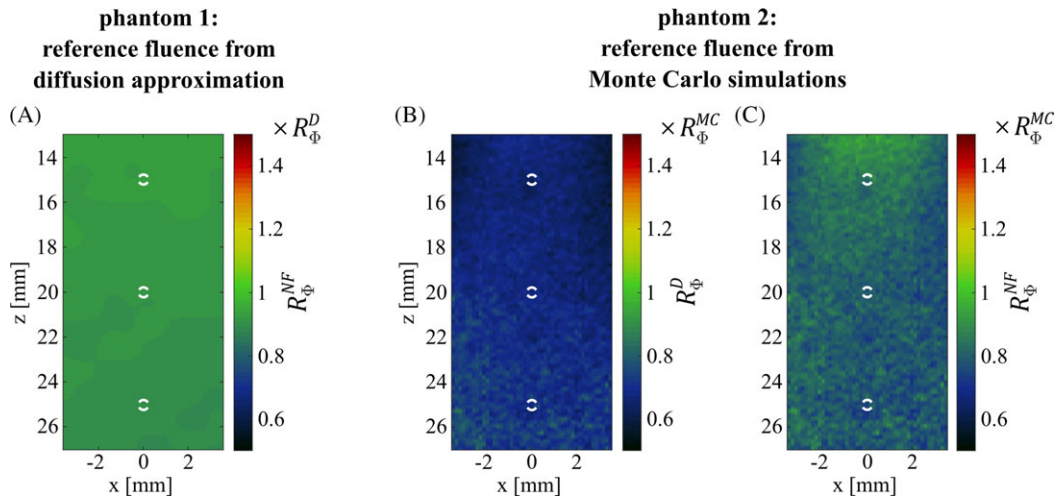 phantom 1:
reference fluence from
diffusion approximation
phantom 2:
reference fluence from
Monte Carlo simulations
(A)
× R_Φ^D
14
16
18
20
22
24
26
z [mm]
-2 0 2
x [mm]
1.4
1.2
1
0.8
0.6
R_Φ^NF
(B)
× R_Φ^MC
14
16
18
20
22
24
26
z [mm]
-2 0 2
x [mm]
1.4
1.2
1
0.8
0.6
R_Φ^D
(C)
× R_Φ^MC
14
16
18
20
22
24
26
-2 0 2
x [mm]
1.4
1.2
1
0.8
0.6
R_Φ^NF